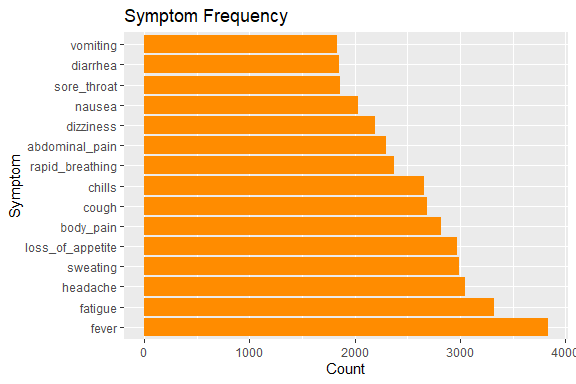 Symptom Frequency
vomiting
diarrhea
sore_throat
nausea
dizziness
abdominal_pain
rapid_breathing
chills
cough
body_pain
loss_of_appetite
sweating
headache
fatigue
fever
Symptom
0 1000 2000 3000 4000
Count